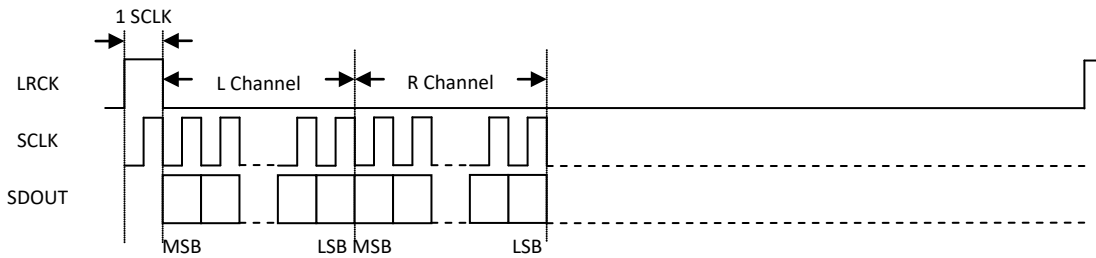 1 SCLK
LRCK
L Channel
R Channel
SCLK
SDOUT
MSB
LSB MSB
LSB